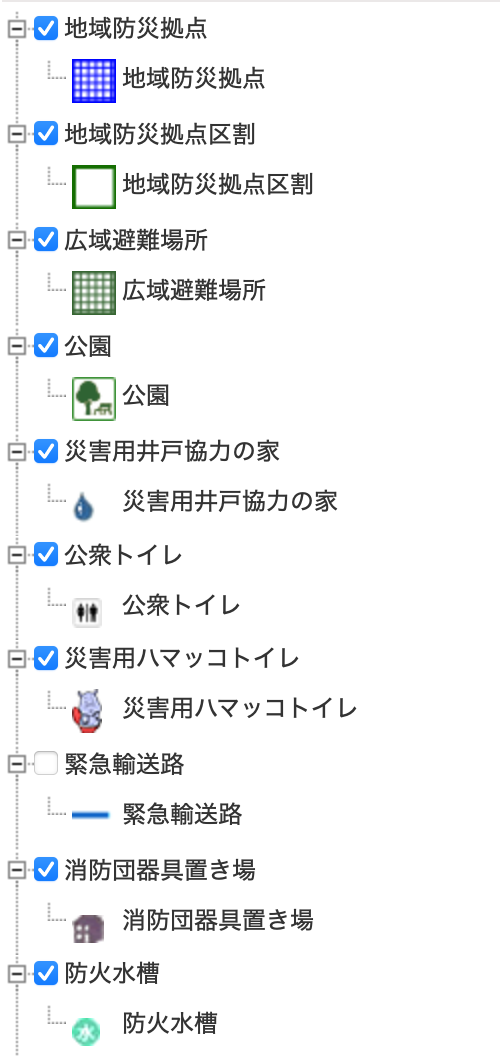 地域防災拠点
地域防災拠点
地域防災拠点区割
地域防災拠点区割
広域避難場所
広域避難場所
公園
公園
災害用井戸協力の家
災害用井戸協力の家
公衆トイレ
公衆トイレ
災害用ハマッコトイレ
災害用ハマッコトイレ
緊急輸送路
緊急輸送路
消防団器具置き場
消防団器具置き場
防火水槽
水 防火水槽